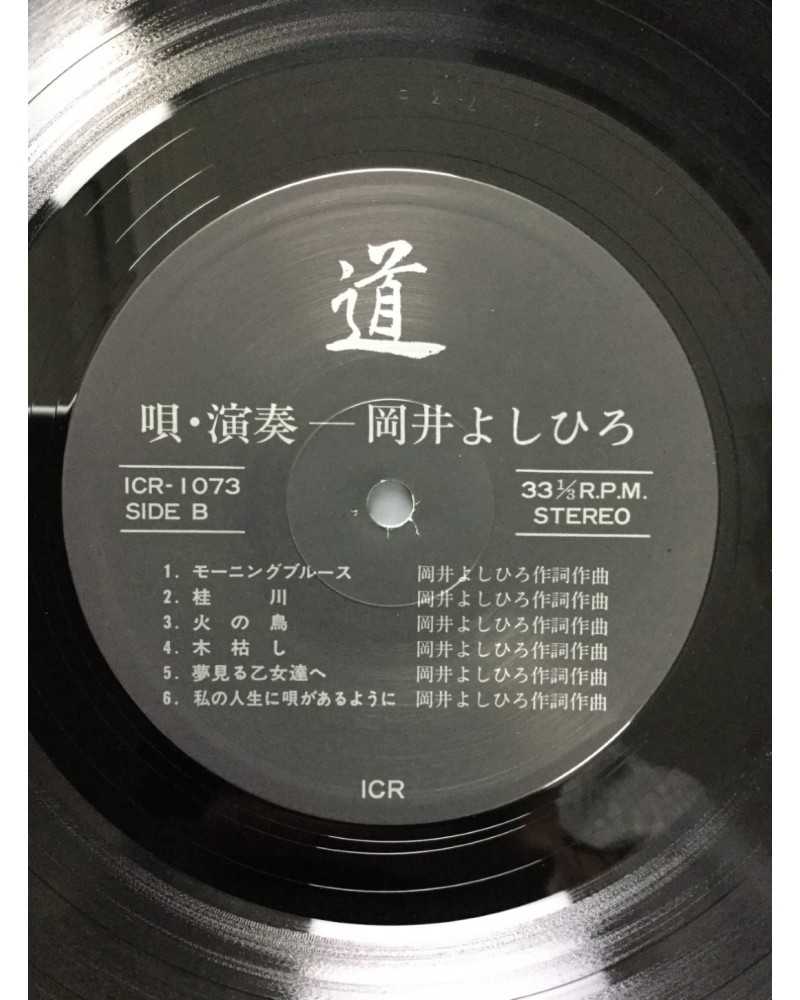 道
唄・演奏 — 岡井よしひろ
ICR-1073
SIDE B
33 1/3 R.P.M.
STEREO
1. モーニングブルース 岡井よしひろ作詞作曲
2. 桂川 岡井よしひろ作詞作曲
3. 火の鳥 岡井よしひろ作詞作曲
4. 木枯し 岡井よしひろ作詞作曲
5. 夢見る乙女達へ 岡井よしひろ作詞作曲
6. 私の人生に唄があるように 岡井よしひろ作詞作曲
ICR